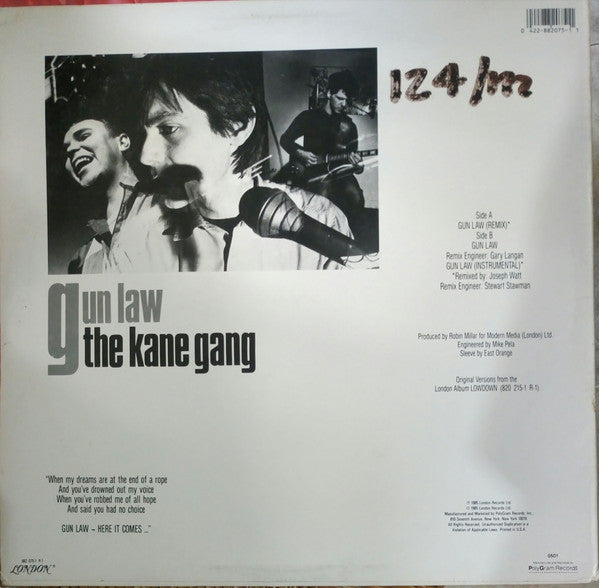 0 422-882075-1 1
124/m
gun law
the kane gang
Side A
GUN LAW (REMIX)*
Side B
GUN LAW
Remix Engineer: Gary Langan
GUN LAW (INSTRUMENTAL)*
*Remixed by: Joseph Watt
Remix Engineer: Stewart Stawman
Produced by Robin Millar for Modern Media (London) Ltd.
Engineered by Mike Pela
Sleeve by East Orange
Original Versions from the
London Album LOWDOWN (820 215-1 R-1)
"When my dreams are at the end of a rope
And you've drowned out my voice
When you've robbed me of all hope
And said you had no choice
GUN LAW – HERE IT COMES ..."
℗ 1985 London Records Ltd.
© 1985 London Records Ltd.
Manufactured and Marketed by PolyGram Records, Inc.,
810 Seventh Avenue, New York, New York 10019
All Rights Reserved. Unauthorized Duplication is a
Violation of Applicable Laws. Printed in U.S.A.
882 075-1 R-1
LONDON
0501
PolyGram Records